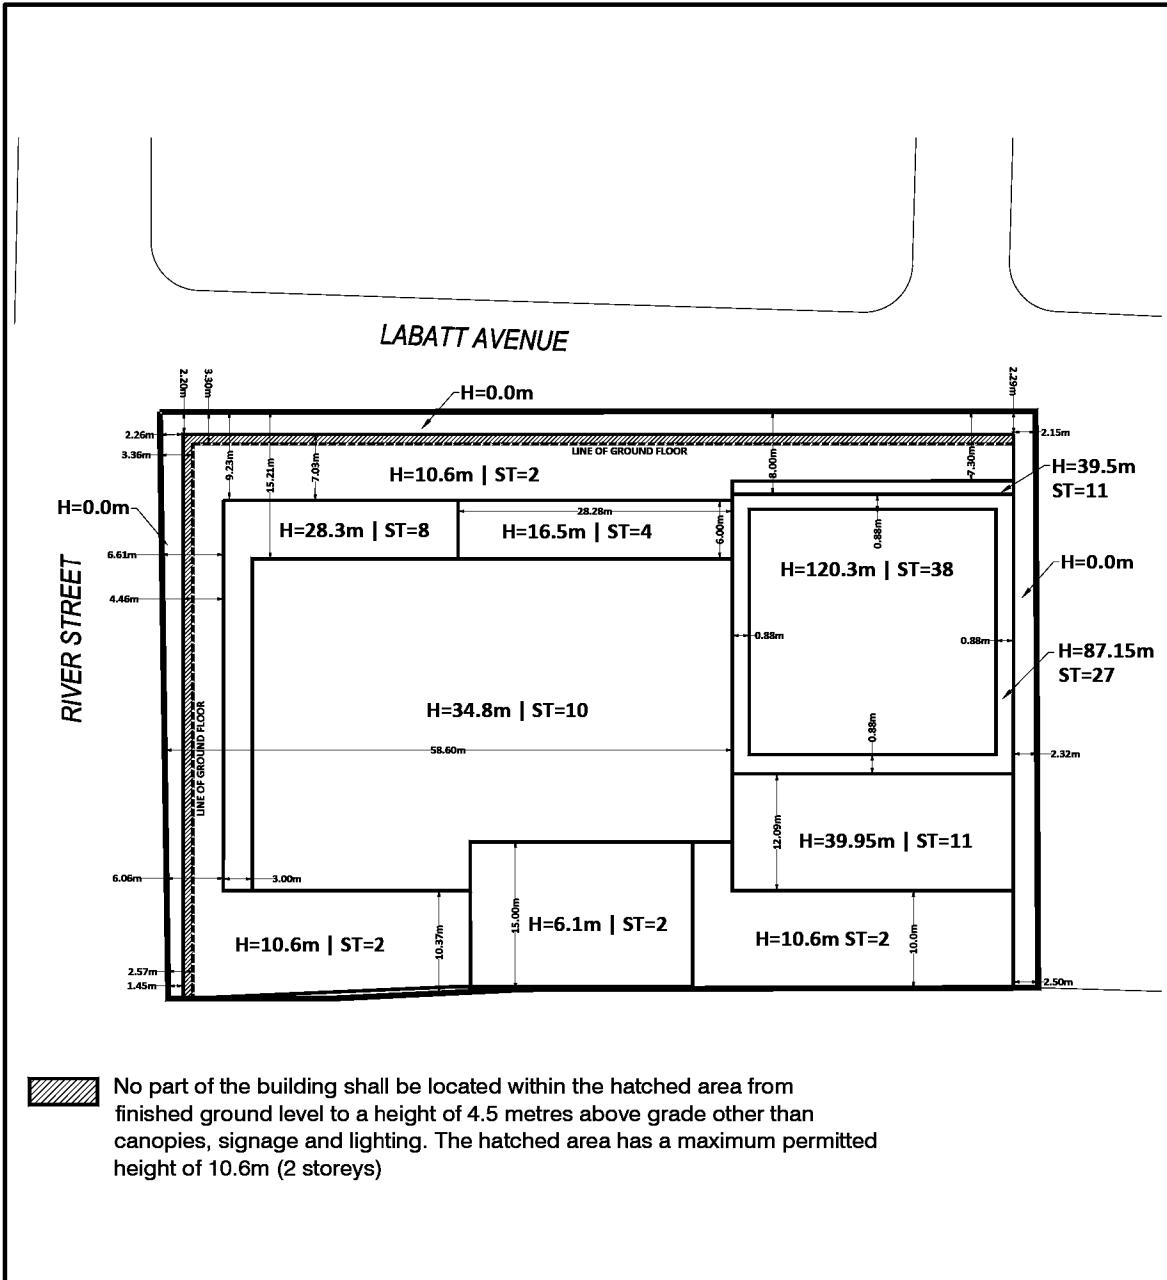 LABATT AVENUE
2.20m
3.30m
2.29m
H=0.0m
2.26m
2.15m
3.36m
LINE OF GROUND FLOOR
9.23m
15.21m
7.03m
8.00m
7.30m
H=10.6m | ST=2
H=39.5m
ST=11
H=0.0m
28.28m
H=28.3m | ST=8
H=16.5m | ST=4
6.00m
0.88m
6.61m
H=0.0m
H=120.3m | ST=38
4.46m
RIVER STREET
0.88m
0.88m
H=87.15m
ST=27
H=34.8m | ST=10
LINE OF GROUND FLOOR
58.60m
0.88m
2.32m
12.09m
H=39.95m | ST=11
6.06m
3.00m
15.00m
H=6.1m | ST=2
H=10.6m | ST=2
10.37m
H=10.6m ST=2
10.0m
2.57m
1.45m
2.50m
No part of the building shall be located within the hatched area from
finished ground level to a height of 4.5 metres above grade other than
canopies, signage and lighting. The hatched area has a maximum permitted
height of 10.6m (2 storeys)